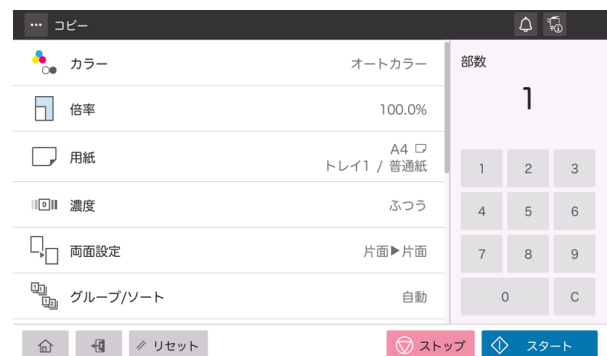 コピー
カラー
オートカラー
倍率
100.0%
用紙
A4
トレイ1 / 普通紙
濃度
ふつう
両面設定
片面▶片面
グループ/ソート
自動
部数
1
1 2 3
4 5 6
7 8 9
0 C
リセット
ストップ
スタート